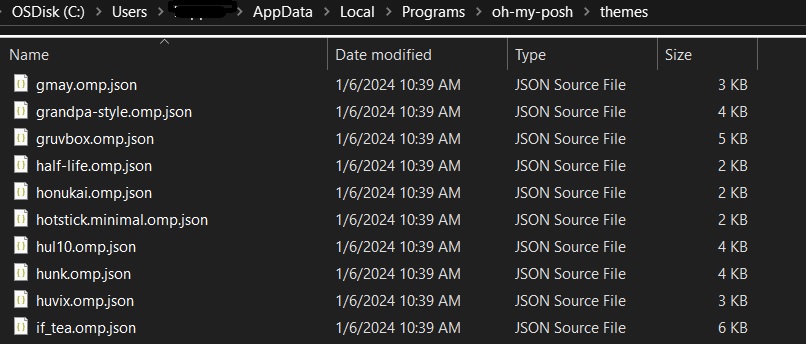 OSDisk (C:) > Users > > AppData > Local > Programs > oh-my-posh > themes
Name Date modified Type Size
gmay.omp.json 1/6/2024 10:39 AM JSON Source File 3 KB
grandpa-style.omp.json 1/6/2024 10:39 AM JSON Source File 4 KB
gruvbox.omp.json 1/6/2024 10:39 AM JSON Source File 5 KB
half-life.omp.json 1/6/2024 10:39 AM JSON Source File 2 KB
honukai.omp.json 1/6/2024 10:39 AM JSON Source File 2 KB
hotstick.minimal.omp.json 1/6/2024 10:39 AM JSON Source File 2 KB
hul10.omp.json 1/6/2024 10:39 AM JSON Source File 4 KB
hunk.omp.json 1/6/2024 10:39 AM JSON Source File 4 KB
huvix.omp.json 1/6/2024 10:39 AM JSON Source File 3 KB
if_tea.omp.json 1/6/2024 10:39 AM JSON Source File 6 KB